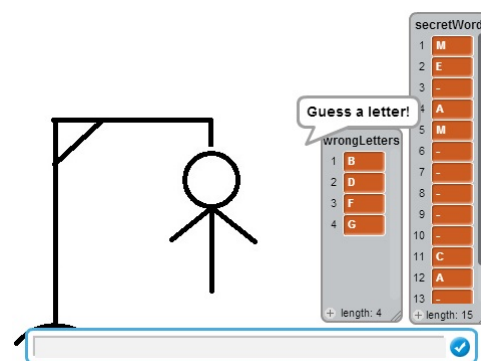 secretWord
1 M
2 E
3 -
4 A
5 M
6 -
7 -
8 -
9 -
10 -
11 C
12 A
13 -
+ length: 15
Guess a letter!
wrongLetters
1 B
2 D
3 F
4 G
+ length: 4